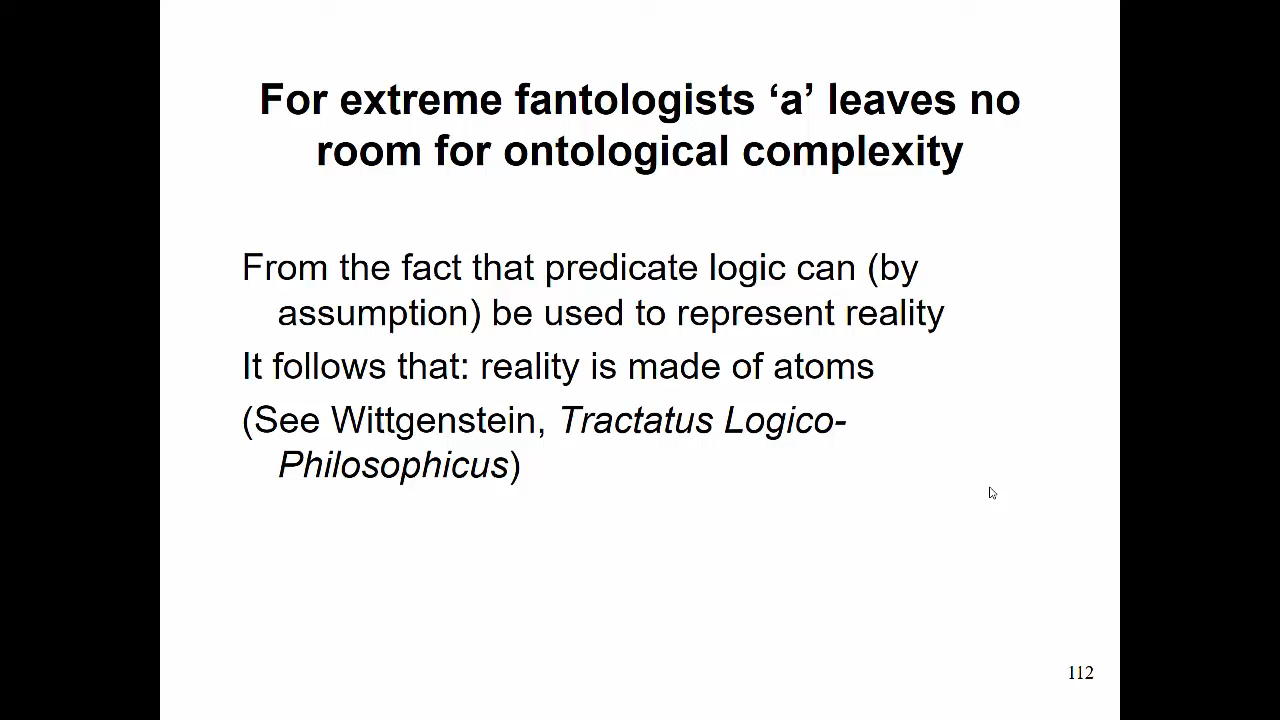 For extreme fantologists ‘a’ leaves no
room for ontological complexity
From the fact that predicate logic can (by
assumption) be used to represent reality
It follows that: reality is made of atoms
(See Wittgenstein, Tractatus Logico-
Philosophicus)
112